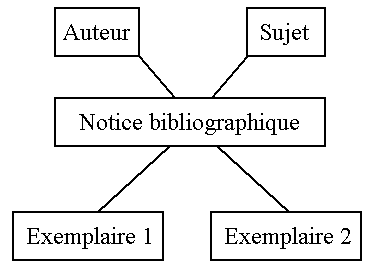 Auteur
Sujet
Notice bibliographique
Exemplaire 1
Exemplaire 2